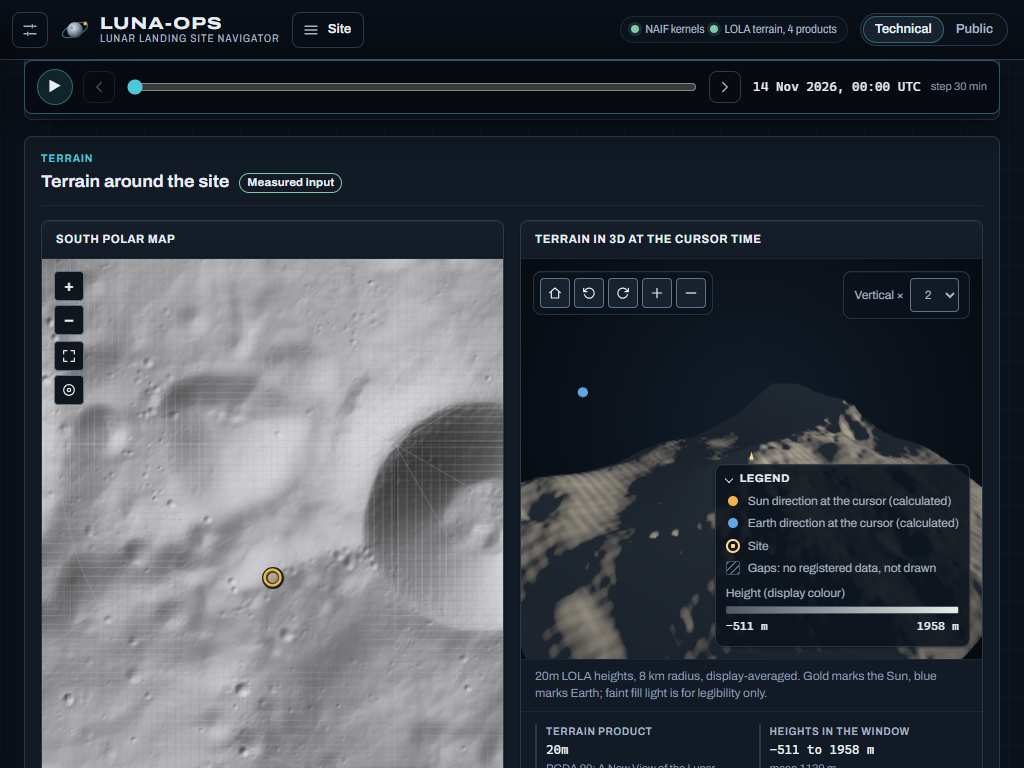 LUNA-OPS
LUNAR LANDING SITE NAVIGATOR
Site
NAIF kernels
LOLA terrain, 4 products
Technical
Public
14 Nov 2026, 00:00 UTC
step 30 min
TERRAIN
Terrain around the site
Measured input
SOUTH POLAR MAP
TERRAIN IN 3D AT THE CURSOR TIME
Vertical ×
2
LEGEND
Sun direction at the cursor (calculated)
Earth direction at the cursor (calculated)
Site
Gaps: no registered data, not drawn
Height (display colour)
−511 m
1958 m
20m LOLA heights, 8 km radius, display-averaged. Gold marks the Sun, blue
marks Earth; faint fill light is for legibility only.
TERRAIN PRODUCT
20m
HEIGHTS IN THE WINDOW
−511 to 1958 m